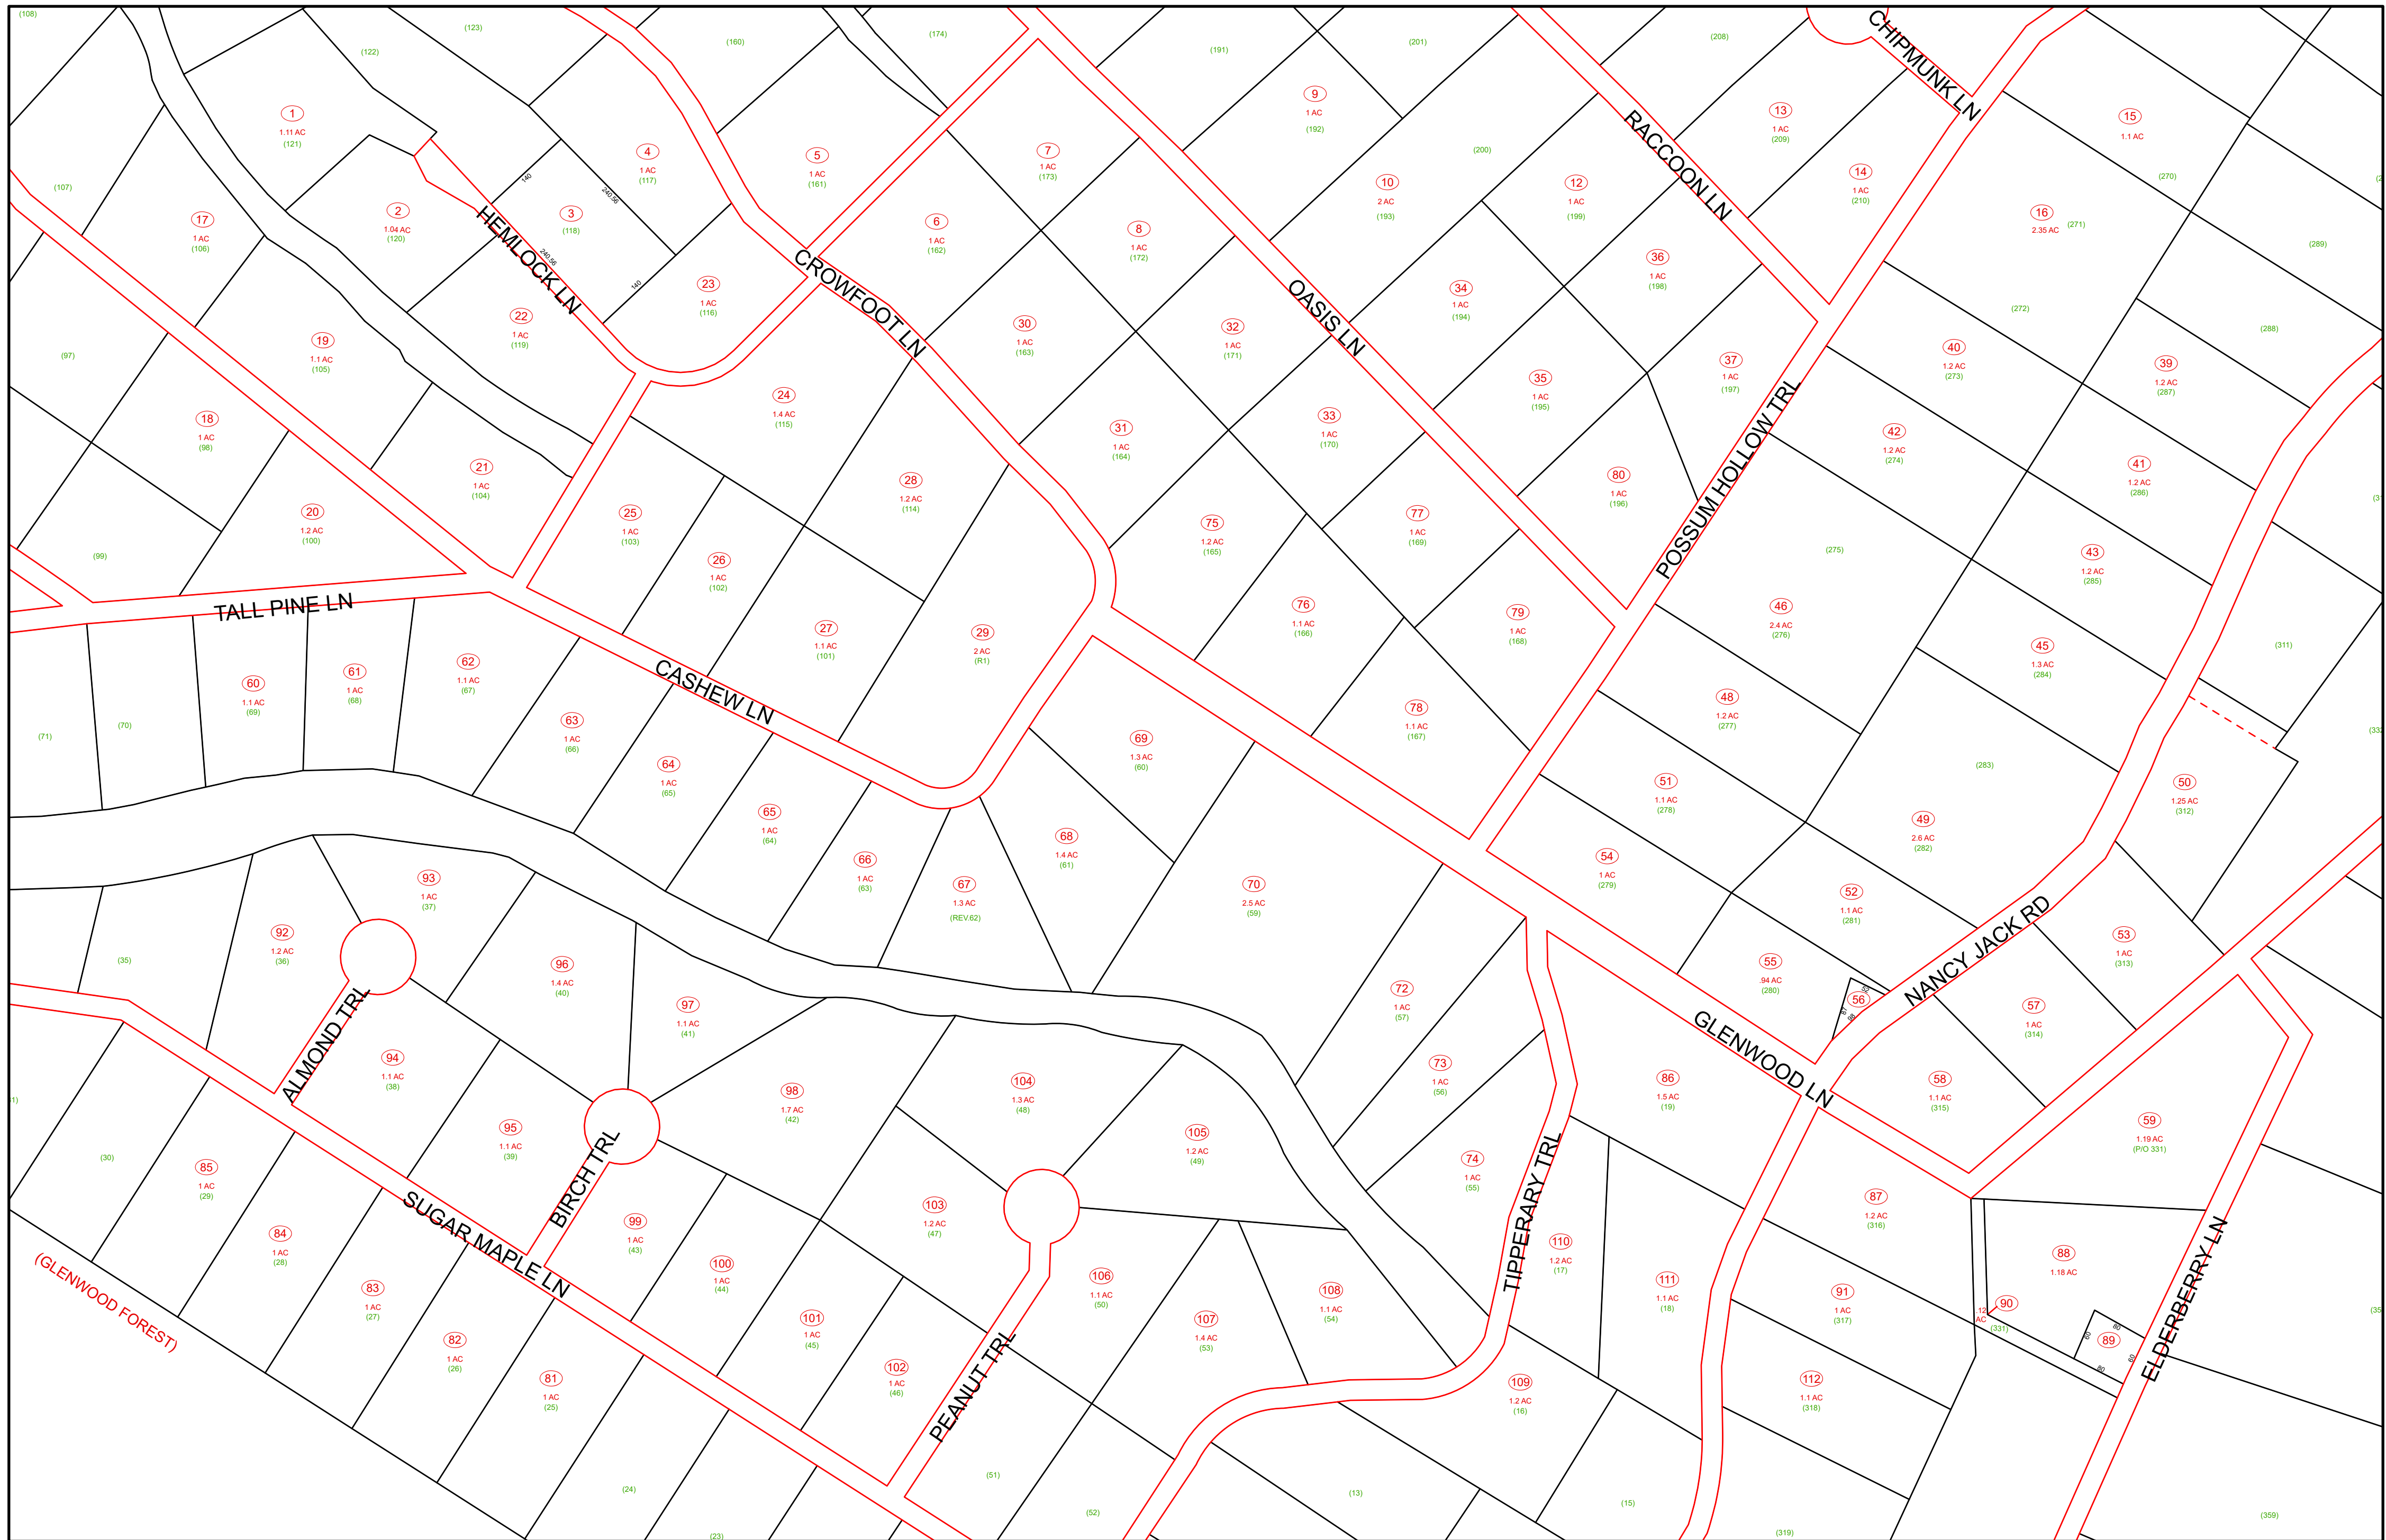 (108)
(123)
(122)
(160)
(174)
(191)
(201)
(208)
CHIPMUNK LN
1
1.11 AC
(121)
4
1 AC
(117)
5
1 AC
(161)
7
1 AC
(173)
9
1 AC
(192)
(200)
RACCOON LN
13
1 AC
(209)
15
1.1 AC
(270)
(107)
17
1 AC
(106)
2
1.04 AC
(120)
140
240.56
3
1 AC
(118)
HEMLOCK LN
240.56
140
23
1 AC
(116)
6
1 AC
(162)
8
1 AC
(172)
10
2 AC
(193)
12
1 AC
(199)
14
1 AC
(210)
16
2.35 AC
(271)
(289)
CROWFOOT LN
OASIS LN
34
1 AC
(194)
36
1 AC
(198)
(272)
(288)
(97)
19
1.1 AC
(105)
22
1 AC
(119)
30
1 AC
(163)
32
1 AC
(171)
35
1 AC
(195)
37
1 AC
(197)
40
1.2 AC
(273)
39
1.2 AC
(287)
18
1 AC
(98)
21
1 AC
(104)
24
1.4 AC
(115)
31
1 AC
(164)
33
1 AC
(170)
POSSUM HOLLOW TRL
42
1.2 AC
(274)
41
1.2 AC
(286)
28
1.2 AC
(114)
80
1 AC
(196)
20
1.2 AC
(100)
(99)
25
1 AC
(103)
26
1 AC
(102)
75
1.2 AC
(165)
77
1 AC
(169)
(275)
43
1.2 AC
(285)
TALL PINE LN
27
1.1 AC
(101)
29
2 AC
(R1)
76
1.1 AC
(166)
79
1 AC
(168)
46
2.4 AC
(276)
45
1.3 AC
(284)
(311)
60
1.1 AC
(69)
61
1 AC
(68)
62
1.1 AC
(67)
CASHEW LN
(71)
(70)
63
1 AC
(66)
64
1 AC
(65)
69
1.3 AC
(60)
78
1.1 AC
(167)
48
1.2 AC
(277)
(283)
51
1.1 AC
(278)
50
1.25 AC
(312)
65
1 AC
(64)
66
1 AC
(63)
68
1.4 AC
(61)
67
1.3 AC
(REV.62)
70
2.5 AC
(59)
54
1 AC
(279)
49
2.6 AC
(282)
52
1.1 AC
(281)
93
1 AC
(37)
92
1.2 AC
(36)
(35)
96
1.4 AC
(40)
97
1.1 AC
(41)
72
1 AC
(57)
55
.94 AC
(280)
56
93
87
98
NANCY JACK RD
53
1 AC
(313)
57
1 AC
(314)
ALMOND TRL
94
1.1 AC
(38)
98
1.7 AC
(42)
104
1.3 AC
(48)
73
1 AC
(56)
86
1.5 AC
(19)
GLENWOOD LN
58
1.1 AC
(315)
59
1.19 AC
(P/O 331)
(30)
85
1 AC
(29)
95
1.1 AC
(39)
BIRCH TRL
105
1.2 AC
(49)
74
1 AC
(55)
TIPPERARY TRL
87
1.2 AC
(316)
84
1 AC
(28)
SUGAR MAPLE LN
99
1 AC
(43)
100
1 AC
(44)
103
1.2 AC
(47)
106
1.1 AC
(50)
110
1.2 AC
(17)
111
1.1 AC
(18)
88
1.18 AC
(GLENWOOD FOREST)
83
1 AC
(27)
82
1 AC
(26)
101
1 AC
(45)
107
1.4 AC
(53)
108
1.1 AC
(54)
91
1 AC
(317)
.12
AC
90
(331)
80
60
89
60
80
ELDERBERRY LN
81
1 AC
(25)
102
1 AC
(46)
PEANUT TRL
109
1.2 AC
(16)
112
1.1 AC
(318)
(24)
(51)
(52)
(13)
(15)
(23)
(319)
(359)